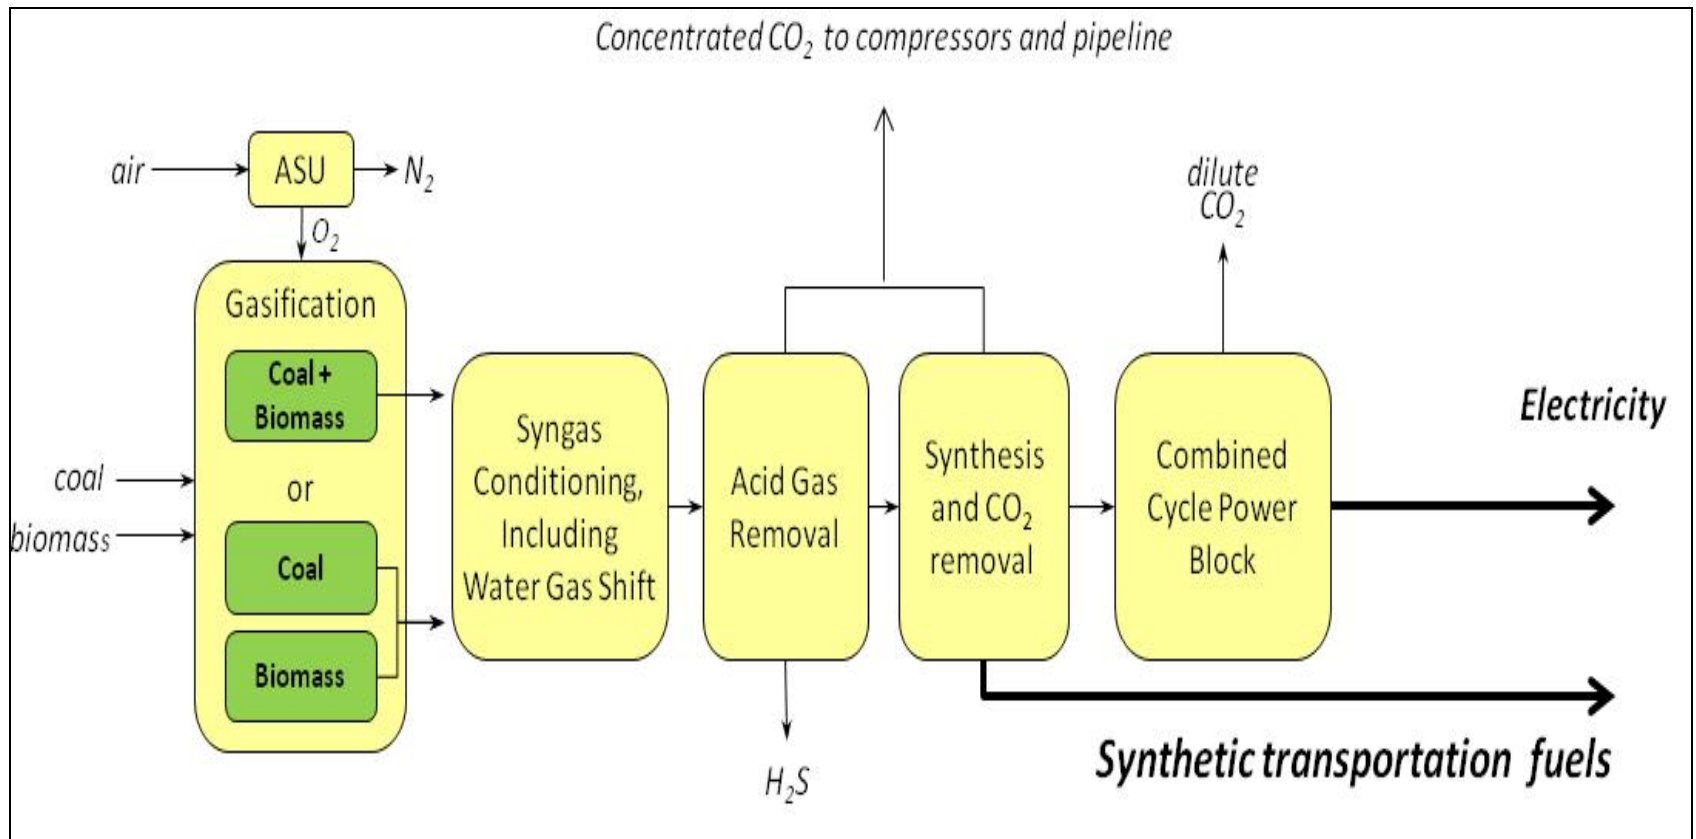 Concentrated CO₂ to compressors and pipeline
air
ASU
N₂
O₂
dilute
CO₂
Gasification
Coal +
Biomass
or
Coal
Biomass
coal
biomass
Syngas
Conditioning,
Including
Water Gas Shift
Acid Gas
Removal
Synthesis
and CO₂
removal
Combined
Cycle Power
Block
Electricity
Synthetic transportation fuels
H₂S